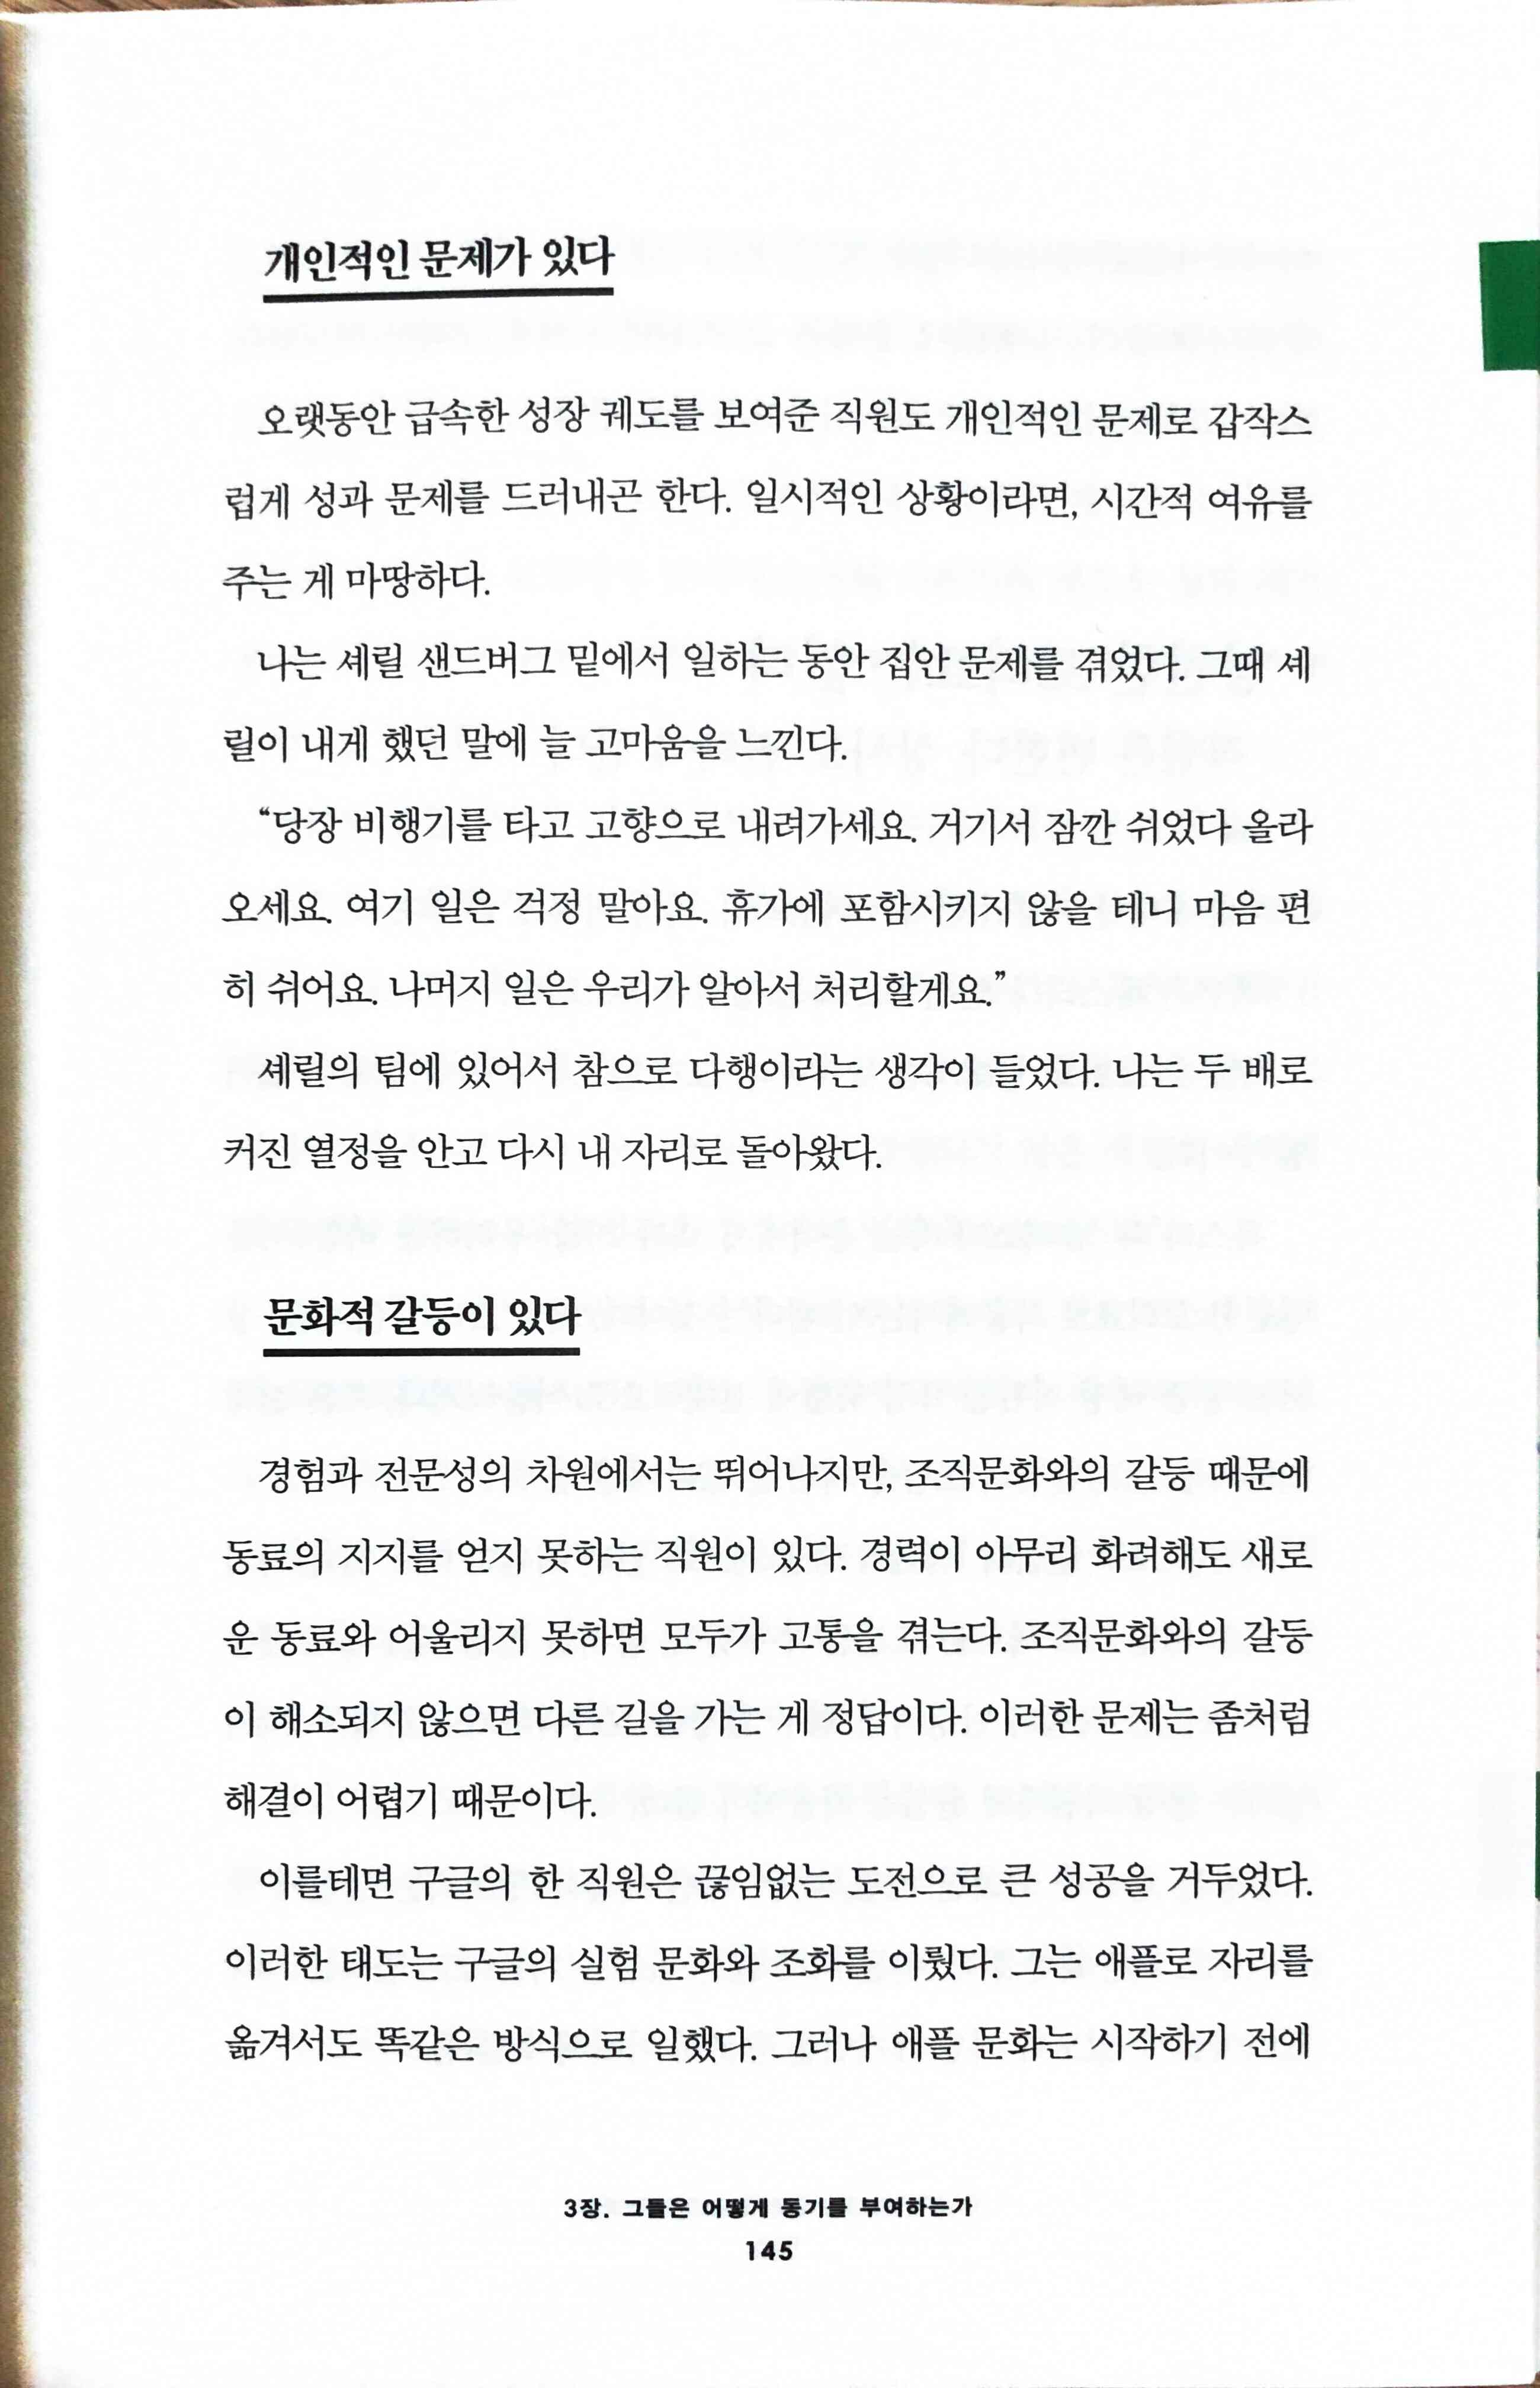 개인적인 문제가 있다
오랫동안 급속한 성장 궤도를 보여준 직원도 개인적인 문제로 갑작스
럽게 성과 문제를 드러내곤 한다. 일시적인 상황이라면, 시간적 여유를
주는 게 마땅하다.
나는 셰릴 샌드버그 밑에서 일하는 동안 집안 문제를 겪었다. 그때 셰
릴이 내게 했던 말에 늘 고마움을 느낀다.
“당장 비행기를 타고 고향으로 내려가세요. 거기서 잠깐 쉬었다 올라
오세요. 여기 일은 걱정 말아요. 휴가에 포함시키지 않을 테니 마음 편
히 쉬어요. 나머지 일은 우리가 알아서 처리할게요.”
셰릴의 팀에 있어서 참으로 다행이라는 생각이 들었다. 나는 두 배로
커진 열정을 안고 다시 내 자리로 돌아왔다.
문화적 갈등이 있다
경험과 전문성의 차원에서는 뛰어나지만, 조직문화와의 갈등 때문에
동료의 지지를 얻지 못하는 직원이 있다. 경력이 아무리 화려해도 새로
운 동료와 어울리지 못하면 모두가 고통을 겪는다. 조직문화와의 갈등
이 해소되지 않으면 다른 길을 가는 게 정답이다. 이러한 문제는 좀처럼
해결이 어렵기 때문이다.
이를테면 구글의 한 직원은 끊임없는 도전으로 큰 성공을 거두었다.
이러한 태도는 구글의 실험 문화와 조화를 이뤘다. 그는 애플로 자리를
옮겨서도 똑같은 방식으로 일했다. 그러나 애플 문화는 시작하기 전에
3장. 그들은 어떻게 동기를 부여하는가
145